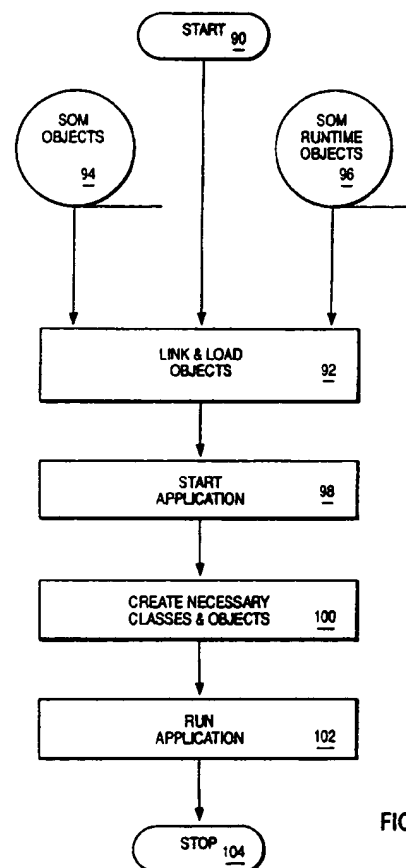 START 90
SOM
OBJECTS
94
SOM
RUNTIME
OBJECTS
96
LINK & LOAD
OBJECTS 92
START
APPLICATION 98
CREATE NECESSARY
CLASSES & OBJECTS 100
RUN
APPLICATION 102
STOP 104